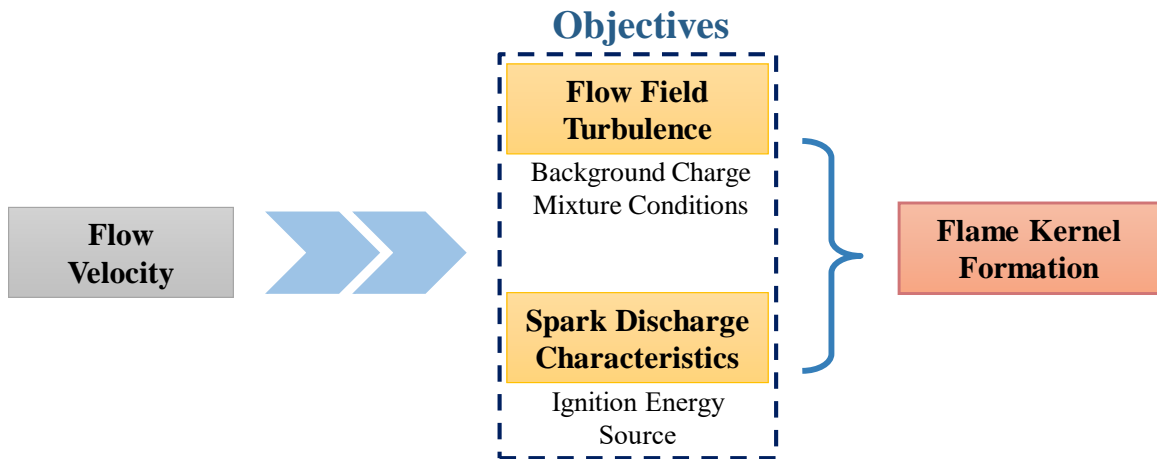 Objectives
Flow Field
Turbulence
Background Charge
Mixture Conditions
Flow
Velocity
Flame Kernel
Formation
Spark Discharge
Characteristics
Ignition Energy
Source